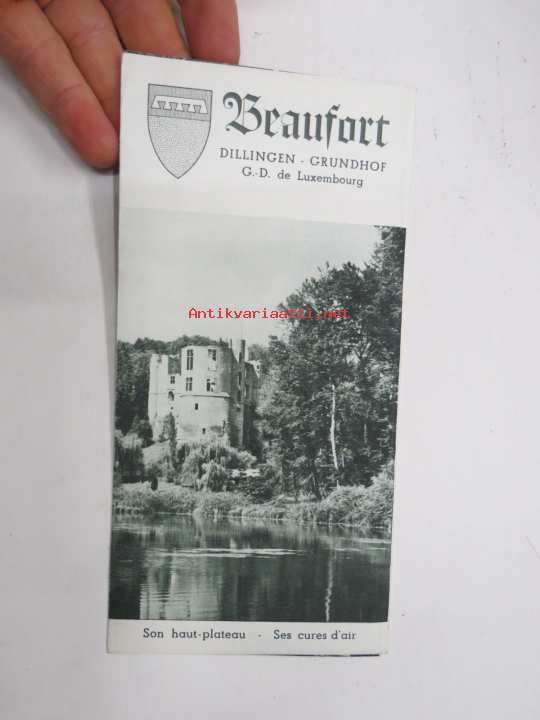 Beaufort
DILLINGEN - GRUNDHOF
G.-D. de Luxembourg
Antikvariaatti.net
Son haut-plateau - Ses cures d'air